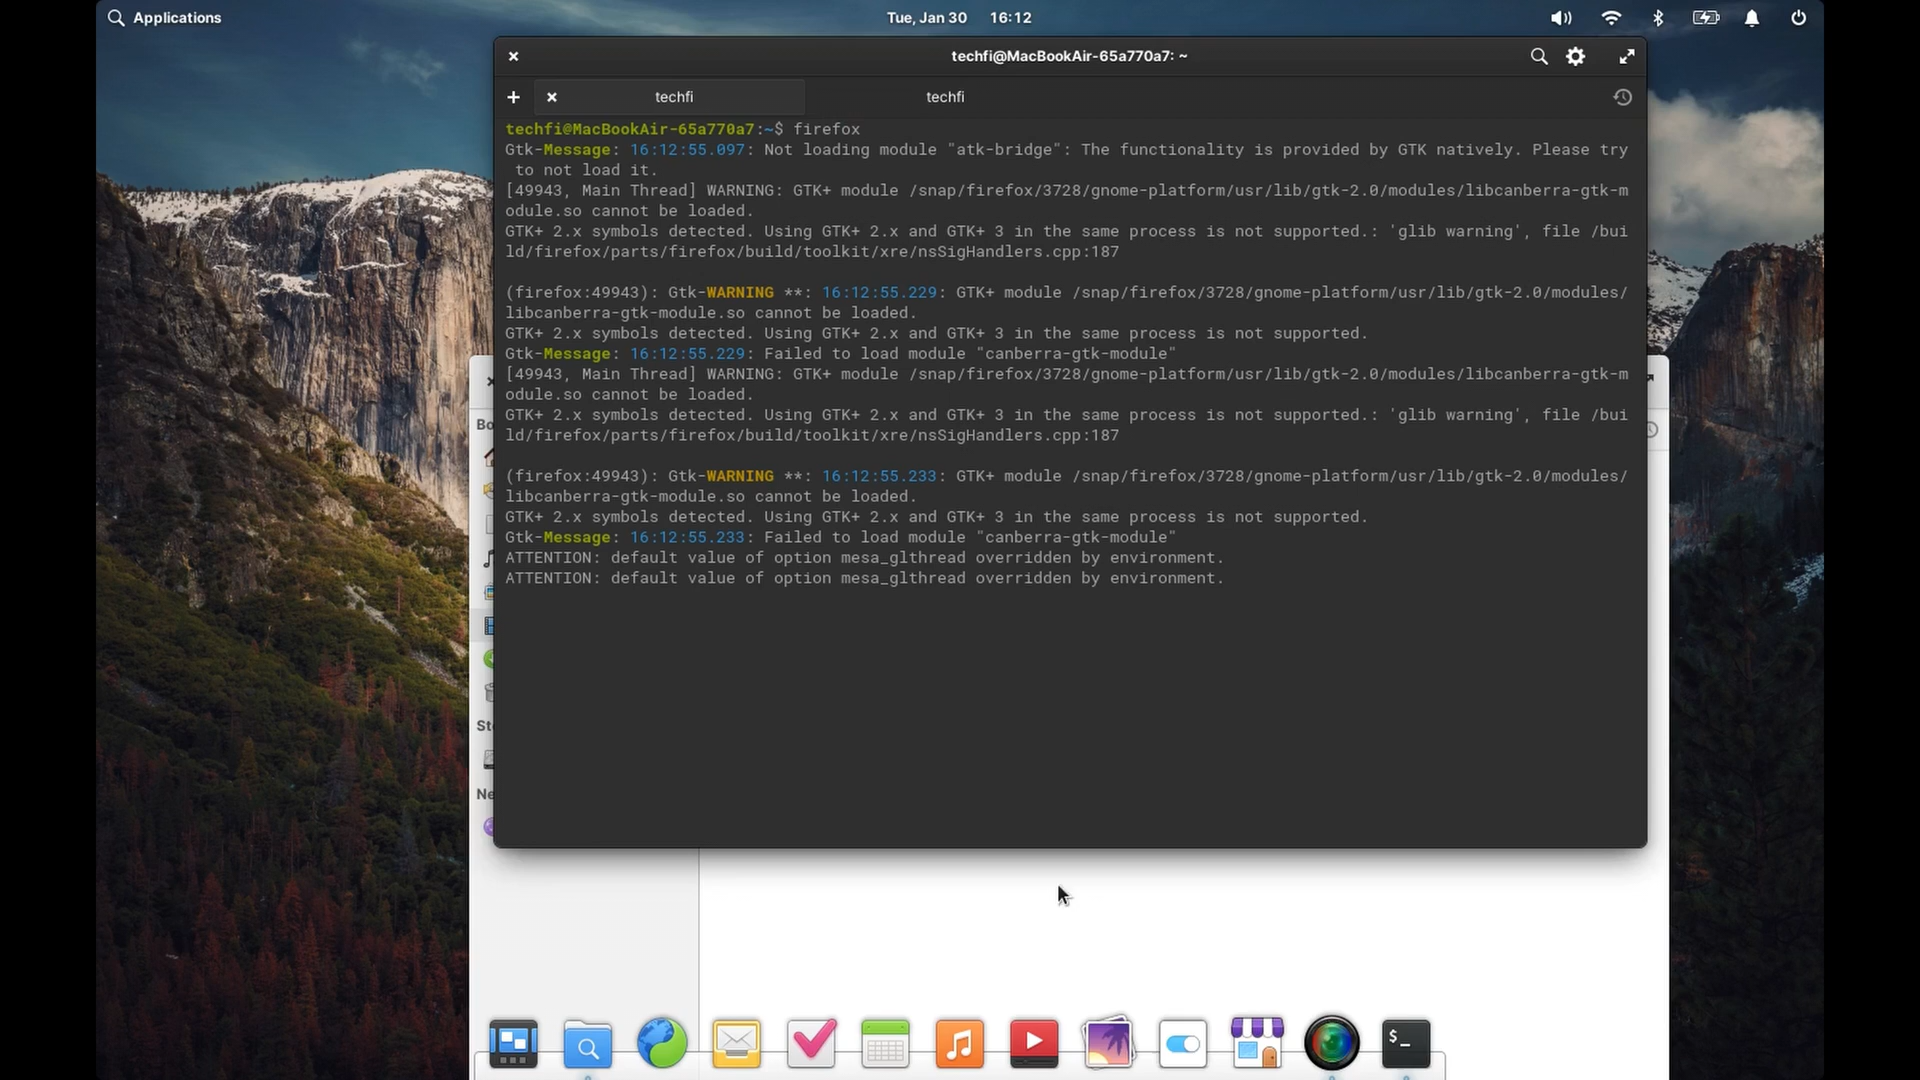 Applications
Tue, Jan 30 16:12
techfi@MacBookAir-65a770a7: ~
techfi
techfi
techfi@MacBookAir-65a770a7:~$ firefox
Gtk-Message: 16:12:55.097: Not loading module "atk-bridge": The functionality is provided by GTK natively. Please try
 to not load it.
[49943, Main Thread] WARNING: GTK+ module /snap/firefox/3728/gnome-platform/usr/lib/gtk-2.0/modules/libcanberra-gtk-m
odule.so cannot be loaded.
GTK+ 2.x symbols detected. Using GTK+ 2.x and GTK+ 3 in the same process is not supported.: 'glib warning', file /bui
ld/firefox/parts/firefox/build/toolkit/xre/nsSigHandlers.cpp:187
(firefox:49943): Gtk-WARNING **: 16:12:55.229: GTK+ module /snap/firefox/3728/gnome-platform/usr/lib/gtk-2.0/modules/
libcanberra-gtk-module.so cannot be loaded.
GTK+ 2.x symbols detected. Using GTK+ 2.x and GTK+ 3 in the same process is not supported.
Gtk-Message: 16:12:55.229: Failed to load module "canberra-gtk-module"
[49943, Main Thread] WARNING: GTK+ module /snap/firefox/3728/gnome-platform/usr/lib/gtk-2.0/modules/libcanberra-gtk-m
odule.so cannot be loaded.
GTK+ 2.x symbols detected. Using GTK+ 2.x and GTK+ 3 in the same process is not supported.: 'glib warning', file /bui
ld/firefox/parts/firefox/build/toolkit/xre/nsSigHandlers.cpp:187
(firefox:49943): Gtk-WARNING **: 16:12:55.233: GTK+ module /snap/firefox/3728/gnome-platform/usr/lib/gtk-2.0/modules/
libcanberra-gtk-module.so cannot be loaded.
GTK+ 2.x symbols detected. Using GTK+ 2.x and GTK+ 3 in the same process is not supported.
Gtk-Message: 16:12:55.233: Failed to load module "canberra-gtk-module"
ATTENTION: default value of option mesa_glthread overridden by environment.
ATTENTION: default value of option mesa_glthread overridden by environment.
Bo
Sto
Ne
$_